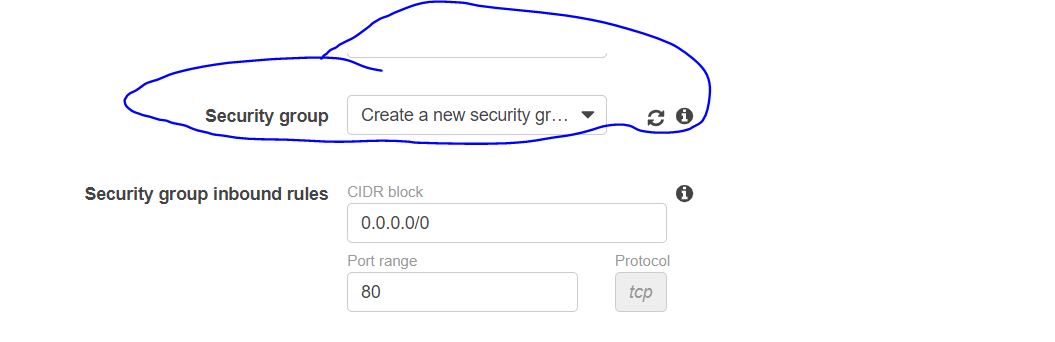 Security group Create a new security gr...
Security group inbound rules CIDR block
0.0.0.0/0
Port range Protocol
80 tcp